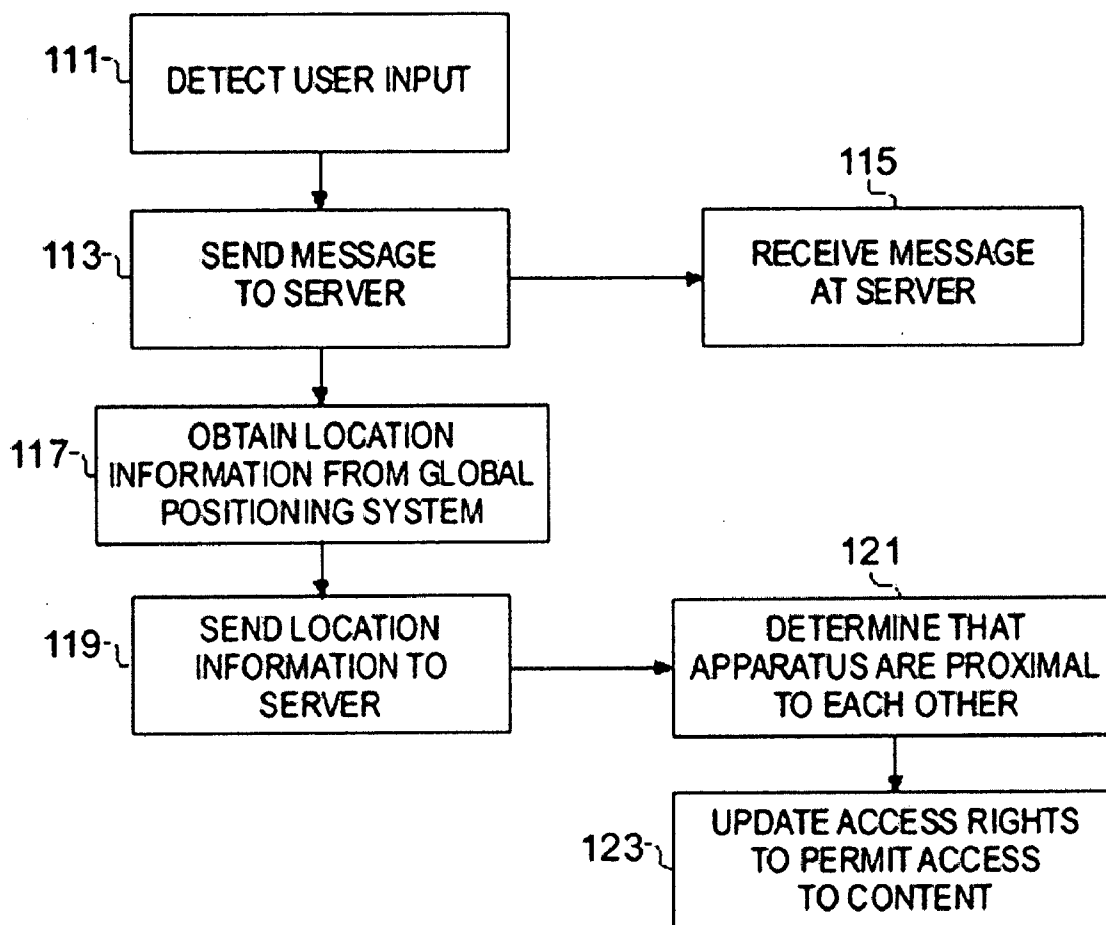 111
DETECT USER INPUT
115
113
SEND MESSAGE
TO SERVER
RECEIVE MESSAGE
AT SERVER
117
OBTAIN LOCATION
INFORMATION FROM GLOBAL
POSITIONING SYSTEM
121
119
SEND LOCATION
INFORMATION TO
SERVER
DETERMINE THAT
APPARATUS ARE PROXIMAL
TO EACH OTHER
123
UPDATE ACCESS RIGHTS
TO PERMIT ACCESS
TO CONTENT